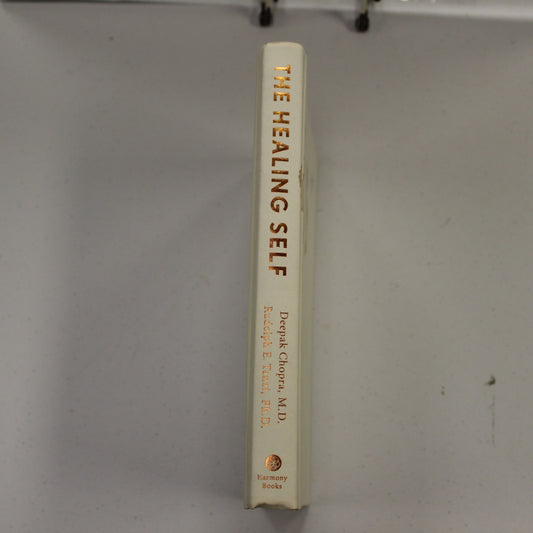 THE HEALING SELF
Deepak Chopra, M.D.
Rudolph E. Tanzi, Ph.D.
Harmony
Books